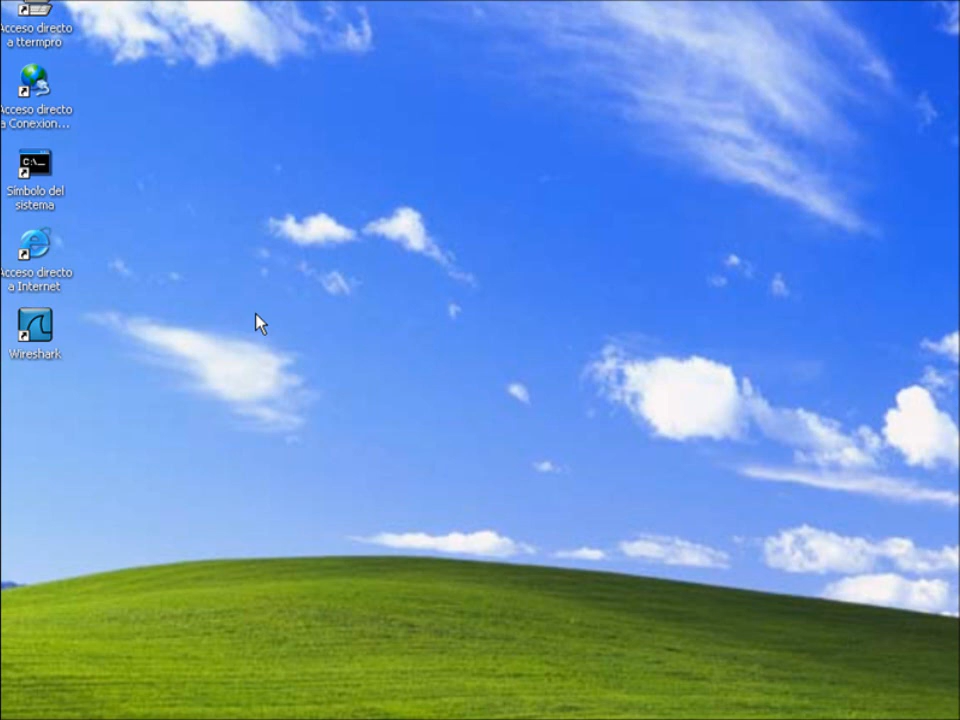 Acceso directo
a ttermpro
Acceso directo
a Conexion...
C:\_
Símbolo del
sistema
Acceso directo
a Internet
Wireshark